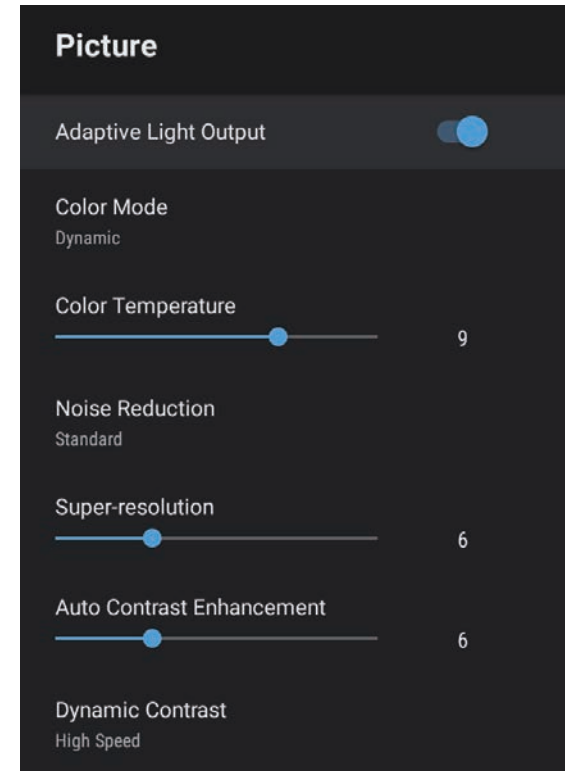 Picture
Adaptive Light Output
Color Mode
Dynamic
Color Temperature
9
Noise Reduction
Standard
Super-resolution
6
Auto Contrast Enhancement
6
Dynamic Contrast
High Speed